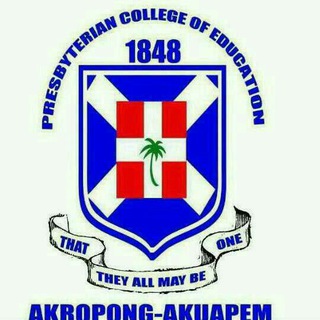 PRESBYTERIAN COLLEGE OF EDUCATION
1848
THAT THEY ALL MAY BE ONE
AKROPONG-AKUAPEM